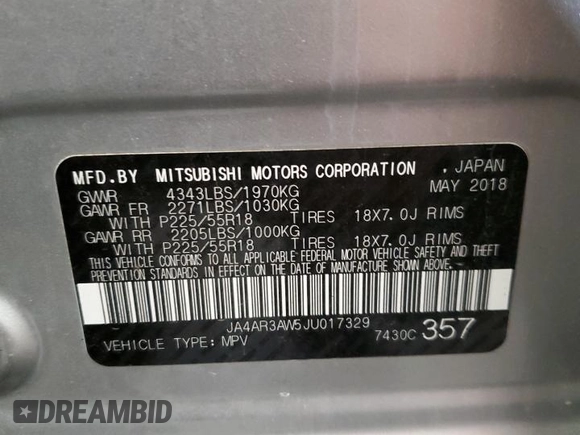 MFD.BY MITSUBISHI MOTORS CORPORATION . JAPAN
GVWR 4343LBS/1970KG MAY 2018
GAWR FR 2271LBS/1030KG
WITH P225/55R18 TIRES 18X7.0J RIMS
GAWR RR 2205LBS/1000KG
WITH P225/55R18 TIRES 18X7.0J RIMS
THIS VEHICLE CONFORMS TO ALL APPLICABLE FEDERAL MOTOR VEHICLE SAFETY AND THEFT
PREVENTION STANDARDS IN EFFECT ON THE DATE OF MANUFACTURE SHOWN ABOVE.
JA4AR3AW5JU017329
VEHICLE TYPE: MPV 7430C 357
DREAMBID